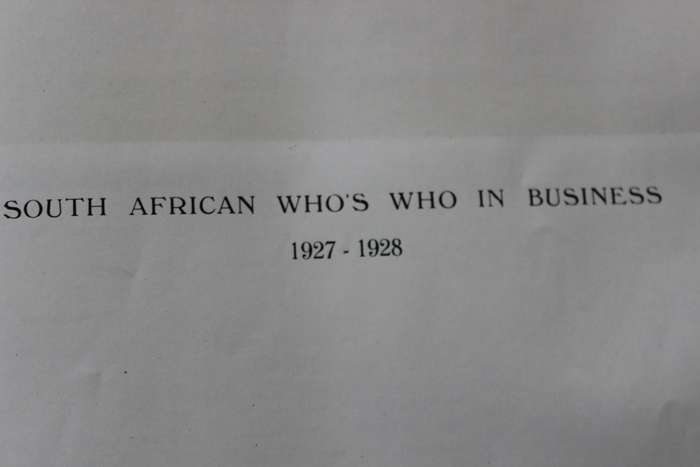 SOUTH AFRICAN WHO'S WHO IN BUSINESS
1927 - 1928